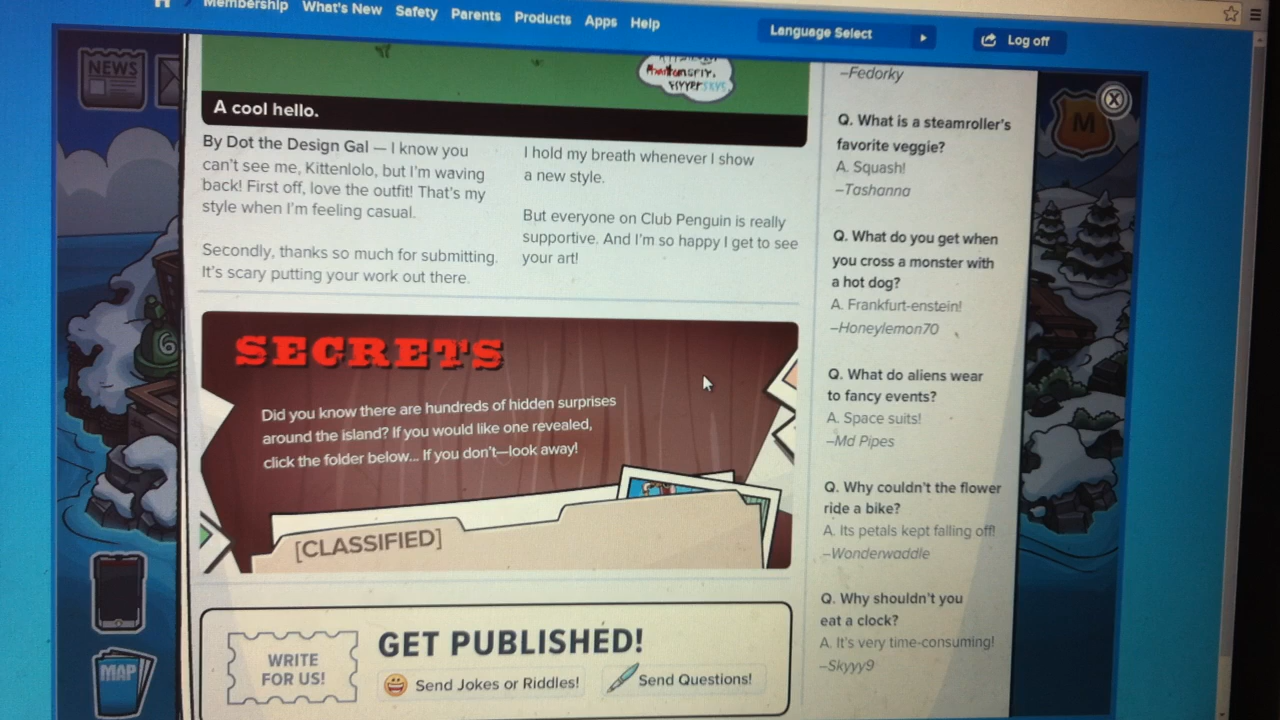 Membership What's New Safety Parents Products Apps Help
Language Select
Log off
NEWS
M
X
6
A cool hello.
By Dot the Design Gal — I know you
can't see me, Kittenlolo, but I'm waving
back! First off, love the outfit! That's my
style when I'm feeling casual.
Secondly, thanks so much for submitting.
It's scary putting your work out there.
I hold my breath whenever I show
a new style.
But everyone on Club Penguin is really
supportive. And I'm so happy I get to see
your art!
SECRETS
Did you know there are hundreds of hidden surprises
around the island? If you would like one revealed,
click the folder below... If you don't—look away!
[CLASSIFIED]
WRITE
FOR US!
GET PUBLISHED!
Send Jokes or Riddles!
Send Questions!
MAP
–Fedorky
Q. What is a steamroller's
favorite veggie?
A. Squash!
–Tashanna
Q. What do you get when
you cross a monster with
a hot dog?
A. Frankfurt-enstein!
–Honeylemon70
Q. What do aliens wear
to fancy events?
A. Space suits!
–Md Pipes
Q. Why couldn't the flower
ride a bike?
A. Its petals kept falling off!
–Wonderwaddle
Q. Why shouldn't you
eat a clock?
A. It's very time-consuming!
–Skyyy9